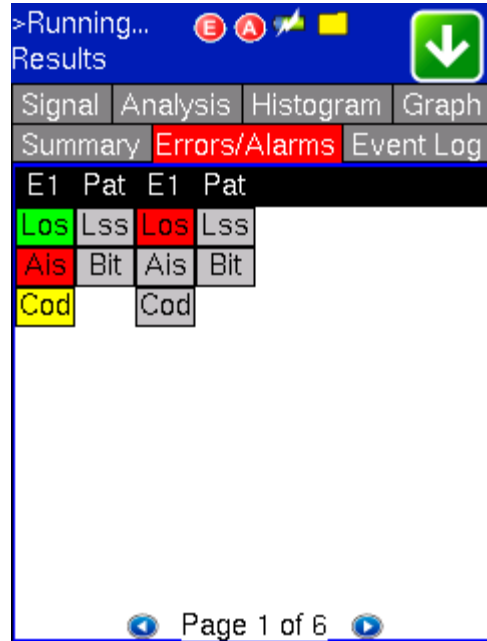 >Running... E A
Results
Signal Analysis Histogram Graph
Summary Errors/Alarms Event Log
E1 Pat E1 Pat
Los Lss Los Lss
Ais Bit Ais Bit
Cod Cod
Page 1 of 6